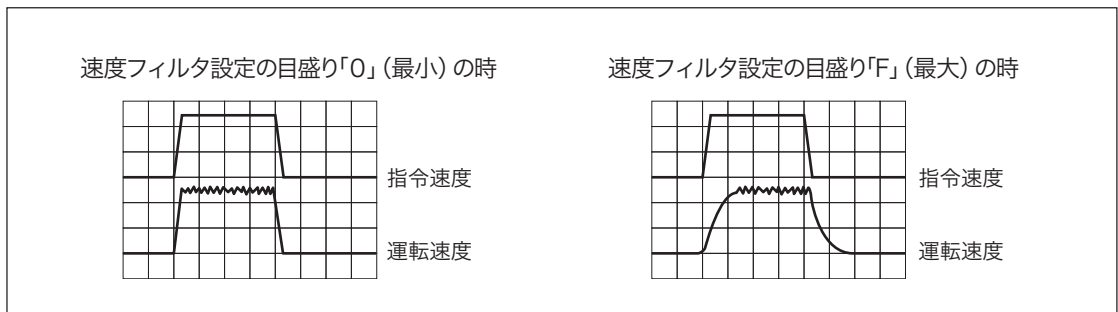 速度フィルタ設定の目盛り「0」（最小）の時
指令速度
運転速度
速度フィルタ設定の目盛り「F」（最大）の時
指令速度
運転速度